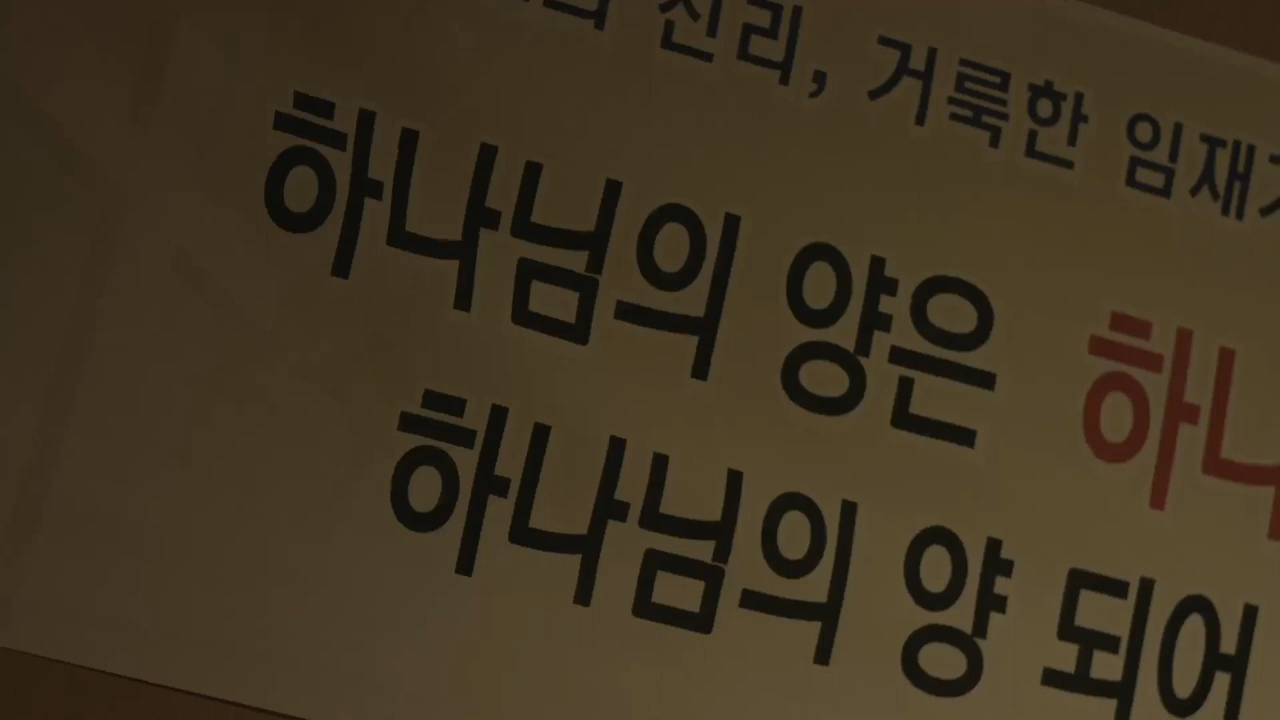 진리, 거룩한 임재
하나님의 양은 하나
하나님의 양 되어